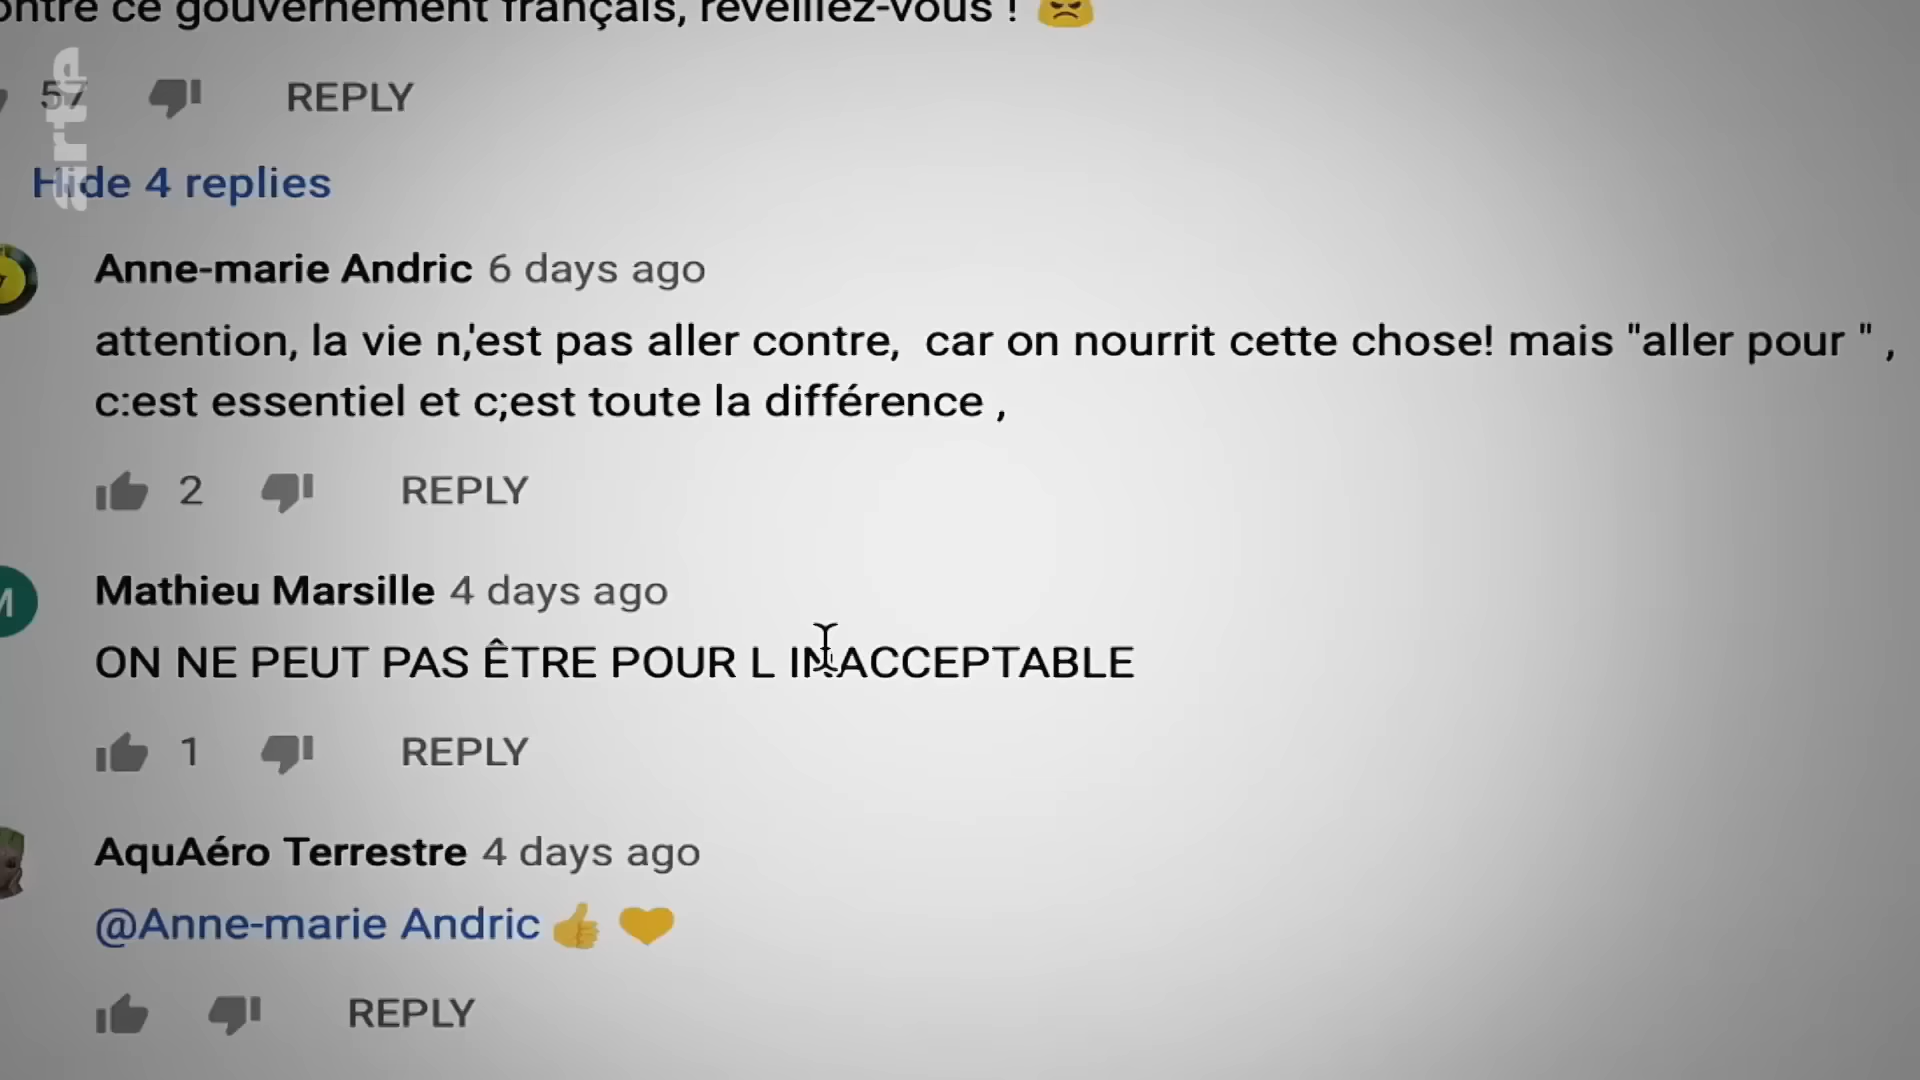 ontre ce gouvernement français, réveillez-vous !
57 REPLY
arte
Hide 4 replies
Anne-marie Andric 6 days ago
attention, la vie n,'est pas aller contre,  car on nourrit cette chose! mais "aller pour " ,
c:est essentiel et c;est toute la différence ,
2 REPLY
M
Mathieu Marsille 4 days ago
ON NE PEUT PAS ÊTRE POUR L INACCEPTABLE
1 REPLY
AquAéro Terrestre 4 days ago
@Anne-marie Andric 👍 💛
REPLY